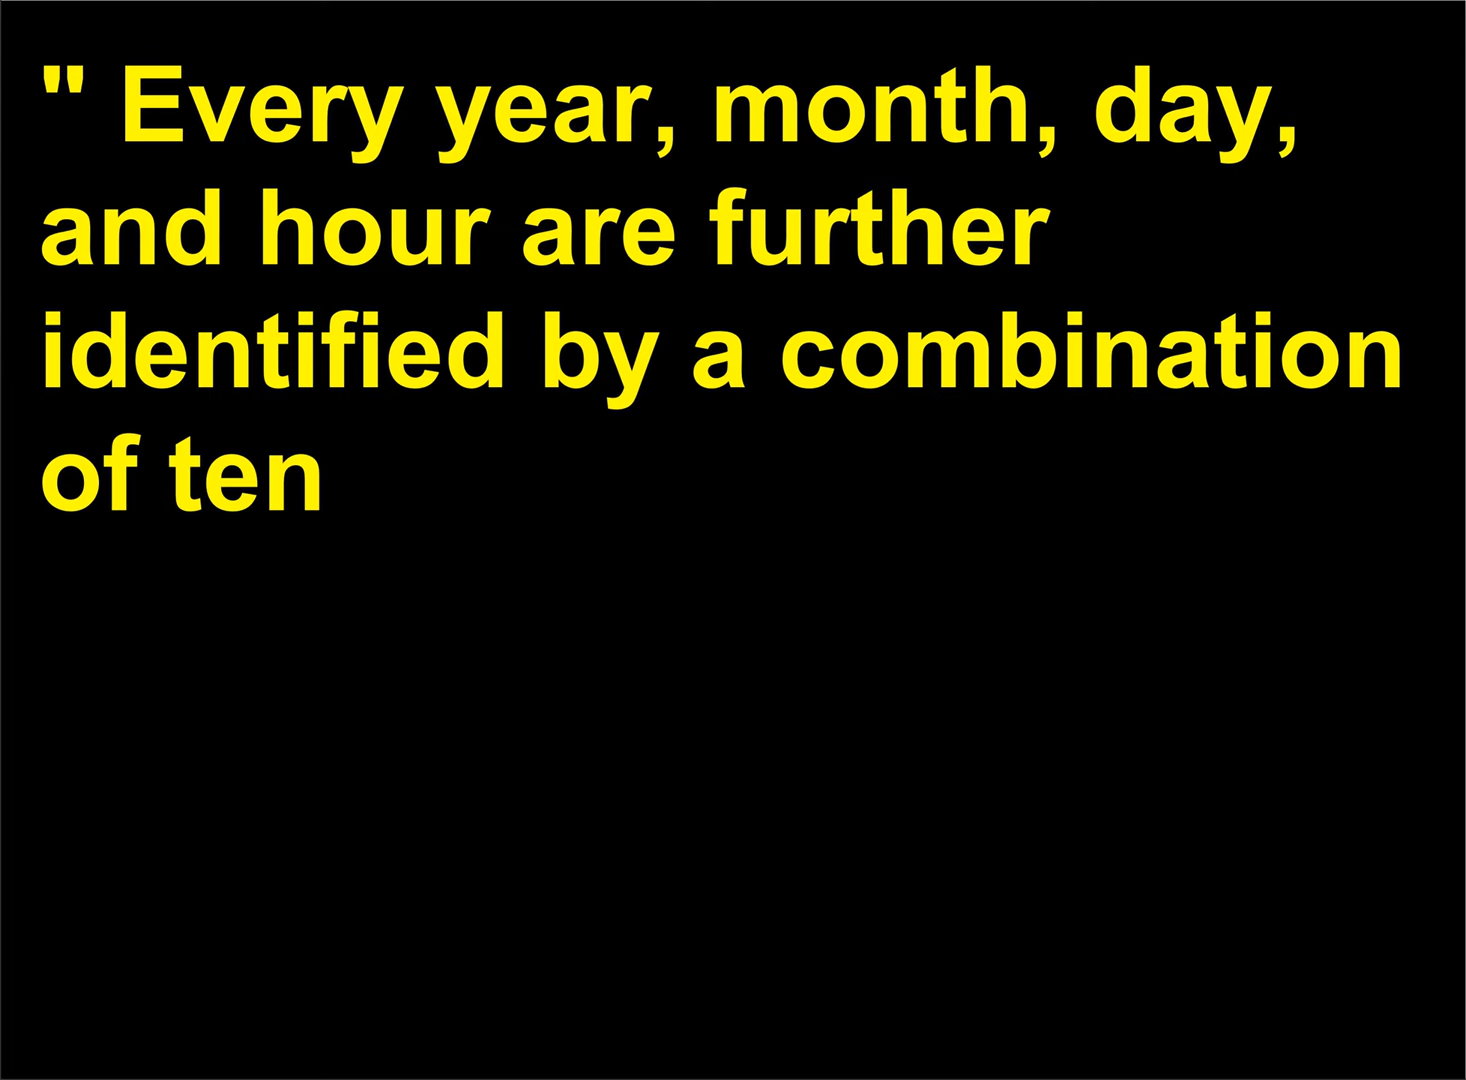 " Every year, month, day,
and hour are further
identified by a combination
of ten